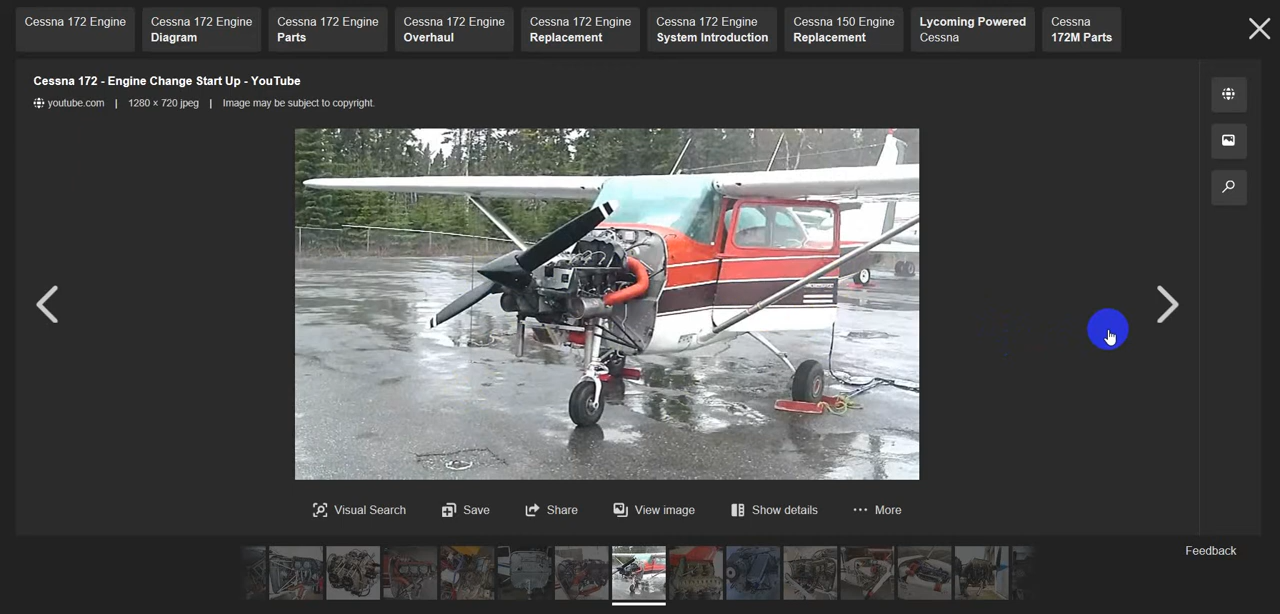 Cessna 172 Engine
Cessna 172 Engine
Diagram
Cessna 172 Engine
Parts
Cessna 172 Engine
Overhaul
Cessna 172 Engine
Replacement
Cessna 172 Engine
System Introduction
Cessna 150 Engine
Replacement
Lycoming Powered
Cessna
Cessna
172M Parts
Cessna 172 - Engine Change Start Up - YouTube
youtube.com | 1280 × 720 jpeg | Image may be subject to copyright.
Visual Search
Save
Share
View image
Show details
More
Feedback